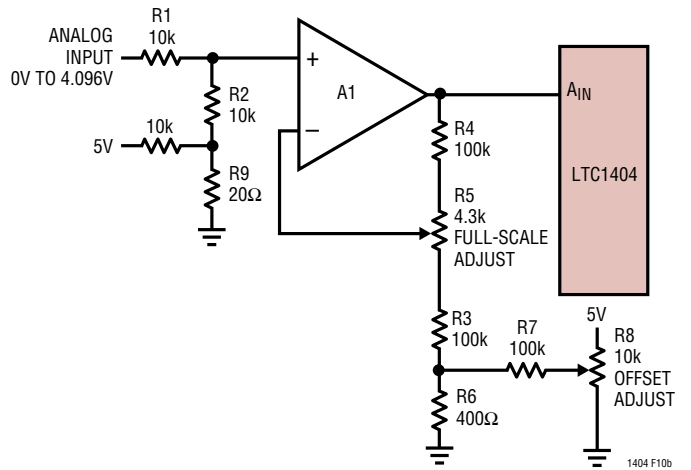 R1
10k
ANALOG
INPUT
0V TO 4.096V
R2
10k
10k
5V
R9
20Ω
+
–
A1
AIN
LTC1404
R4
100k
R5
4.3k
FULL-SCALE
ADJUST
R3
100k
R7
100k
5V
R8
10k
OFFSET
ADJUST
R6
400Ω
1404 F10b